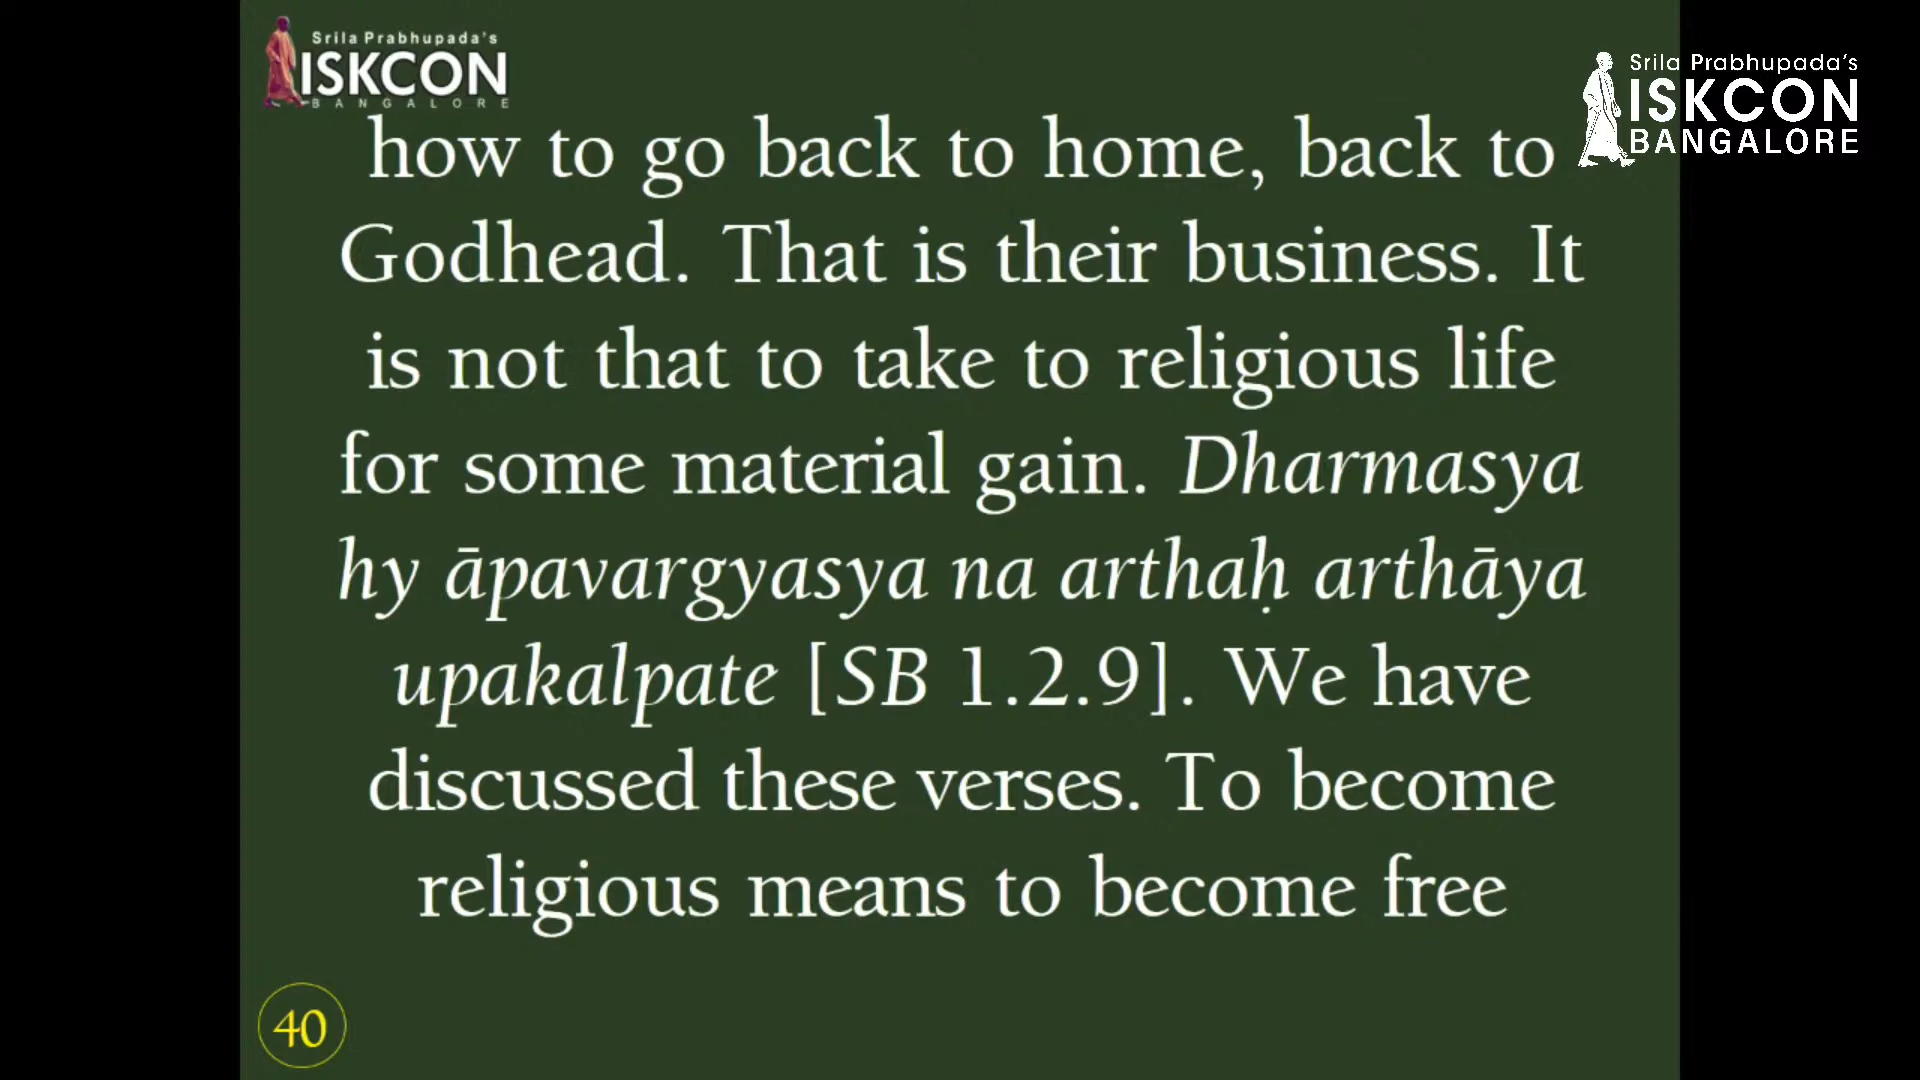 Srila Prabhupada's
ISKCON
BANGALORE
Srila Prabhupada's
ISKCON
BANGALORE
how to go back to home, back to
Godhead. That is their business. It
is not that to take to religious life
for some material gain. Dharmasya
hy āpavargyasya na arthaḥ arthāya
upakalpate [SB 1.2.9]. We have
discussed these verses. To become
religious means to become free
40